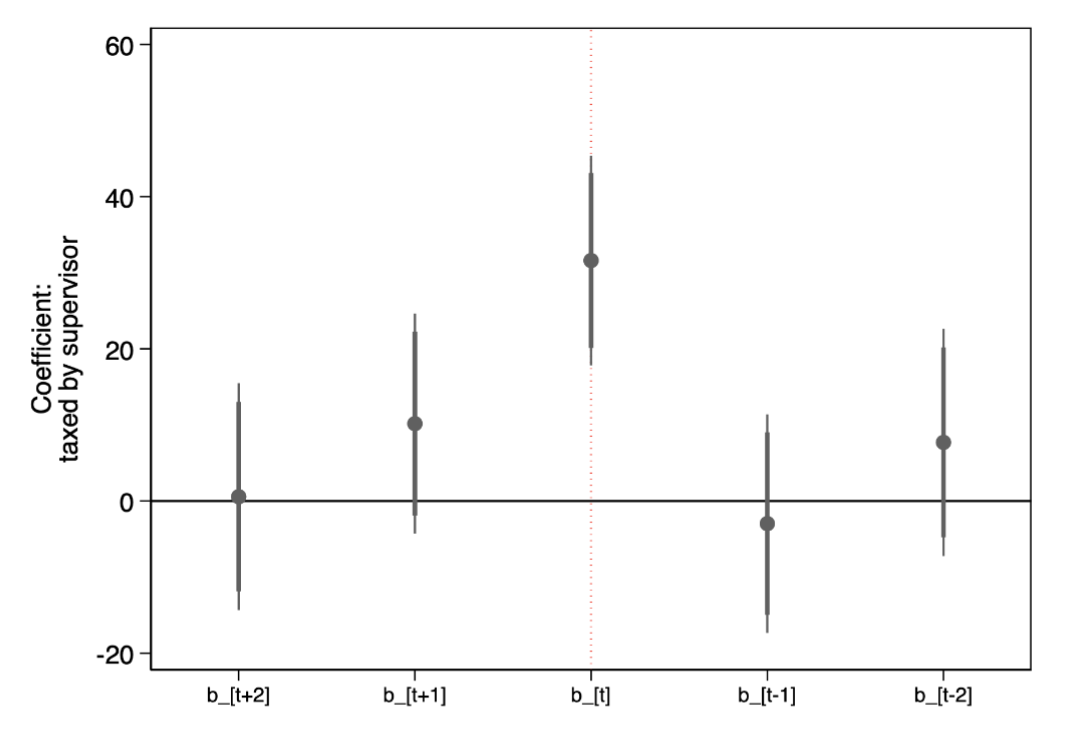 Coefficient:
taxed by supervisor
60
40
20
0
-20
b_[t+2] b_[t+1] b_[t] b_[t-1] b_[t-2]